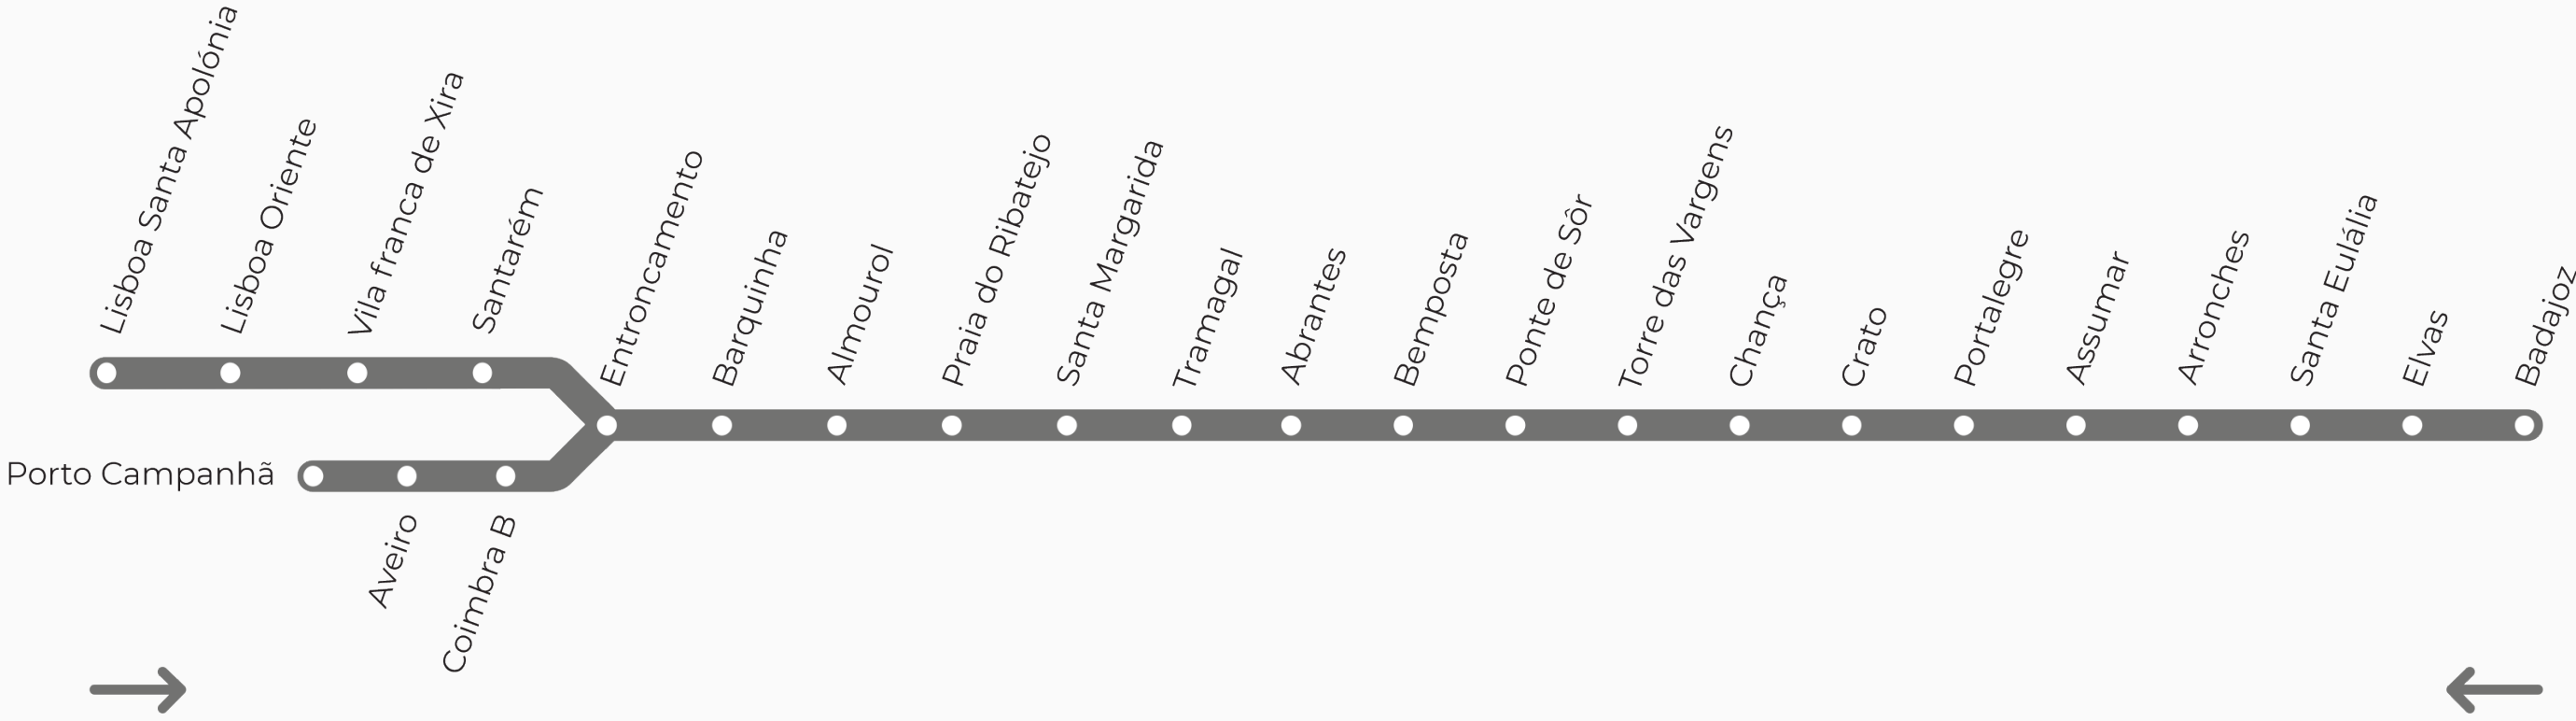 Lisboa Santa Apolónia
Lisboa Oriente
Vila franca de Xira
Santarém
Entroncamento
Barquinha
Almourol
Praia do Ribatejo
Santa Margarida
Tramagal
Abrantes
Bemposta
Ponte de Sôr
Torre das Vargens
Chança
Crato
Portalegre
Assumar
Arronches
Santa Eulália
Elvas
Badajoz
Porto Campanhã
Aveiro
Coimbra B